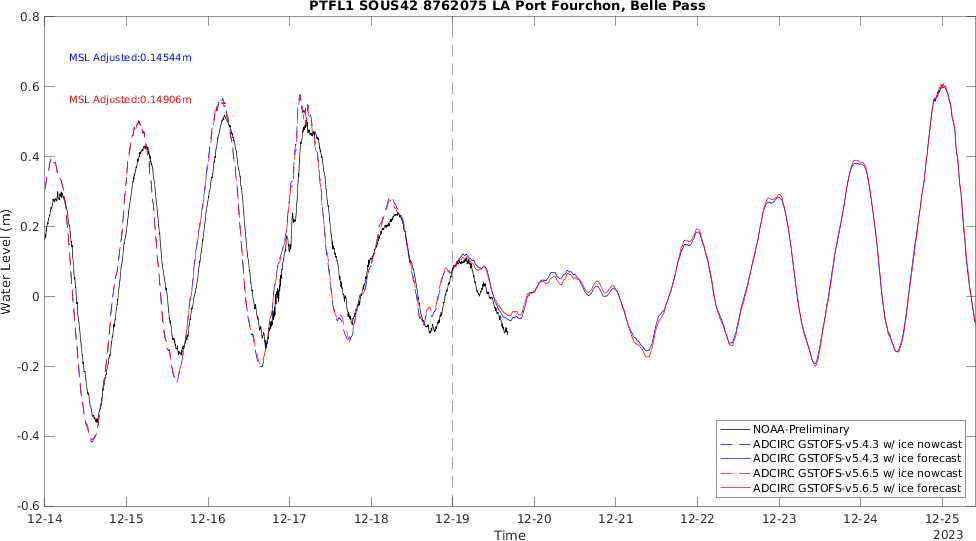 PTFL1 SOUS42 8762075 LA Port Fourchon, Belle Pass
0.8
MSL Adjusted:0.14544m
0.6
MSL Adjusted:0.14906m
0.4
0.2
Water Level (m)
0
-0.2
-0.4
NOAA-Preliminary
ADCIRC GSTOFS-v5.4.3 w/ ice nowcast
ADCIRC GSTOFS-v5.4.3 w/ ice forecast
ADCIRC GSTOFS-v5.6.5 w/ ice nowcast
ADCIRC GSTOFS-v5.6.5 w/ ice forecast
-0.6
12-14 12-15 12-16 12-17 12-18 12-19 12-20 12-21 12-22 12-23 12-24 12-25
Time 2023